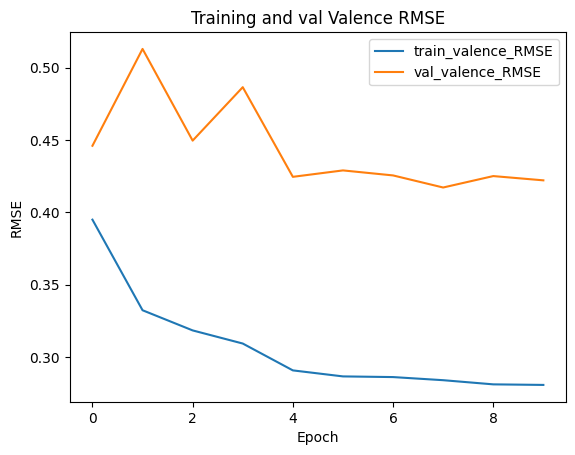 Training and val Valence RMSE
train_valence_RMSE
val_valence_RMSE
RMSE
0.50
0.45
0.40
0.35
0.30
0 2 4 6 8
Epoch